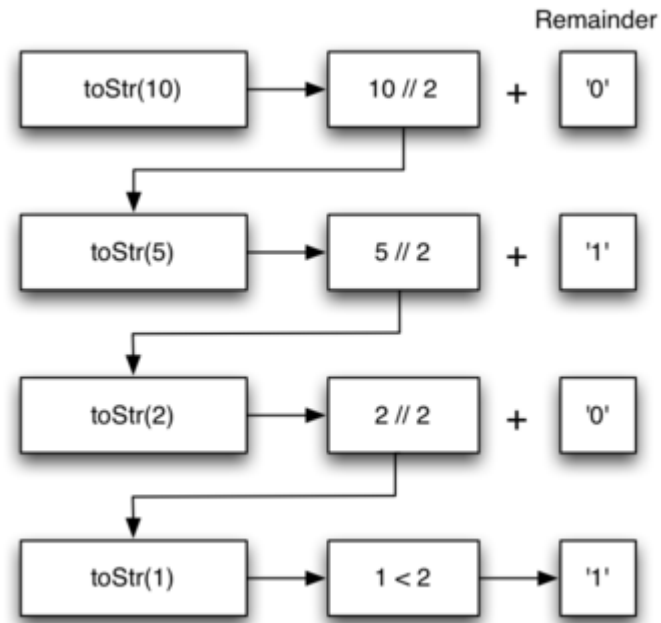 Remainder
toStr(10) 10 // 2 + '0'
toStr(5) 5 // 2 + '1'
toStr(2) 2 // 2 + '0'
toStr(1) 1 < 2 '1'